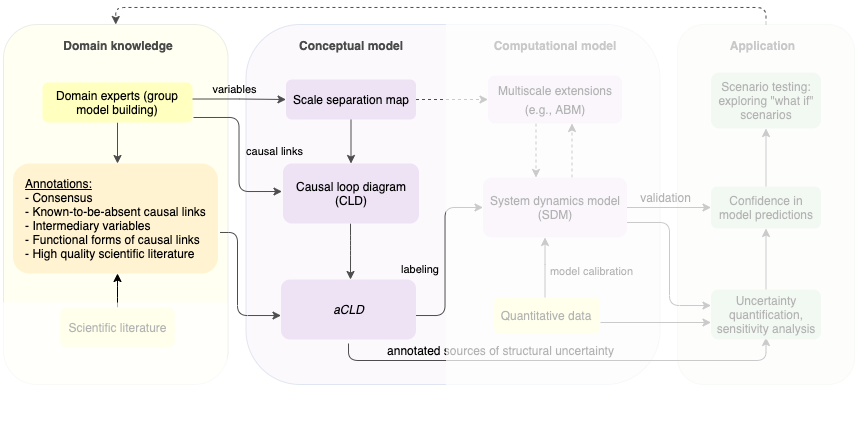 Domain knowledge
Conceptual model
Computational model
Application
Domain experts (group
model building)
variables
Scale separation map
Multiscale extensions
(e.g., ABM)
Scenario testing:
exploring "what if"
scenarios
causal links
Annotations:
- Consensus
- Known-to-be-absent causal links
- Intermediary variables
- Functional forms of causal links
- High quality scientific literature
Causal loop diagram
(CLD)
System dynamics model
(SDM)
validation
Confidence in
model predictions
labeling
model calibration
Scientific literature
aCLD
Quantitative data
Uncertainty
quantification,
sensitivity analysis
annotated sources of structural uncertainty